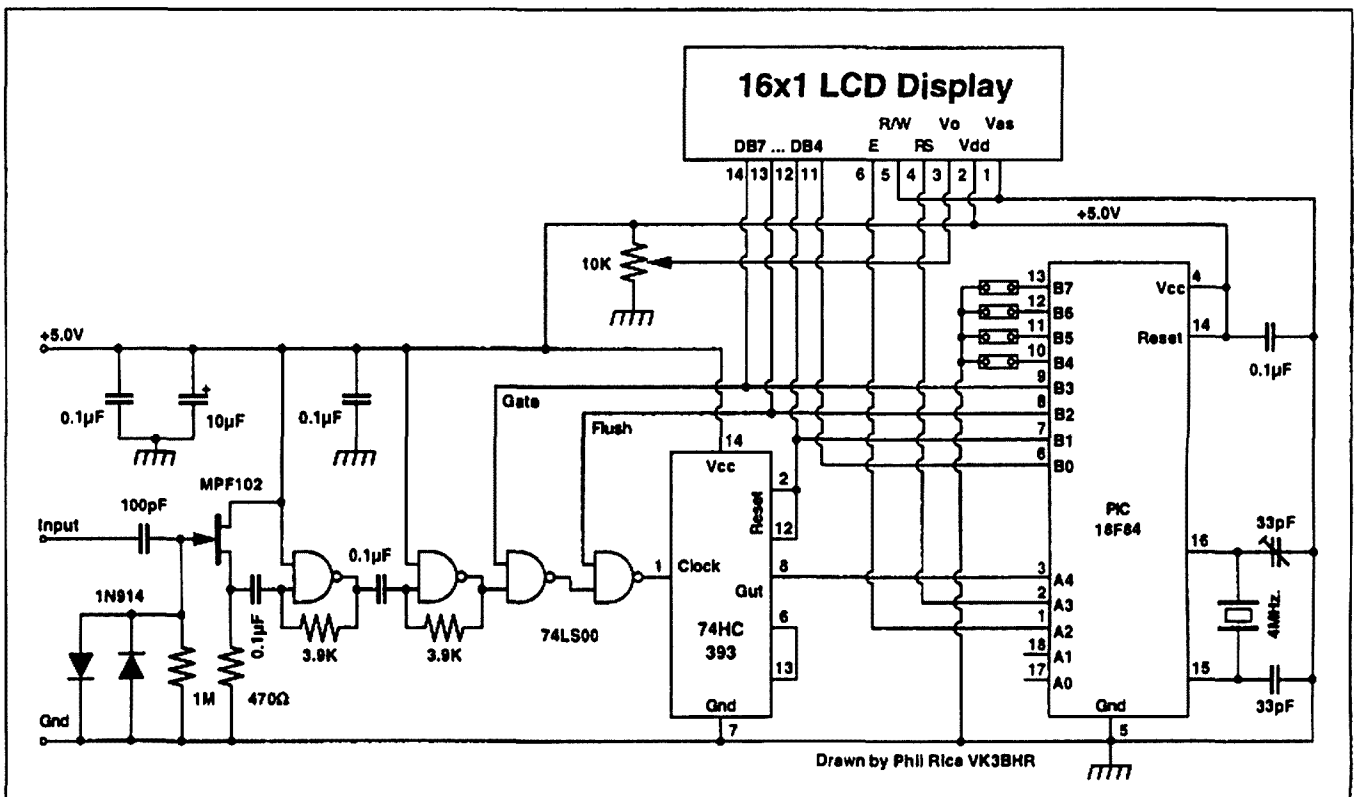 16x1 LCD Display
R/W Vo Vas
DB7 ... DB4 E RS Vdd
14 13 12 11 6 5 4 3 2 1
+5.0V
10K
+5.0V
0.1µF
10µF
0.1µF
Gate
Flush
13 B7
12 B6
11 B5
10 B4
9 B3
8 B2
7 B1
6 B0
4 Vcc
14 Reset
0.1µF
PIC
16F84
3 A4
2 A3
1 A2
18 A1
17 A0
16
33pF
4MHz.
15
33pF
Gnd
5
14
Vcc
2
Reset
12
1 Clock
8
Gut
6
74HC
393
13
Gnd
7
MPF102
100pF
Input
1N914
0.1µF
0.1µF
3.9K
3.9K
74LS00
1M
470Ω
Gnd
Drawn by Phil Rica VK3BHR